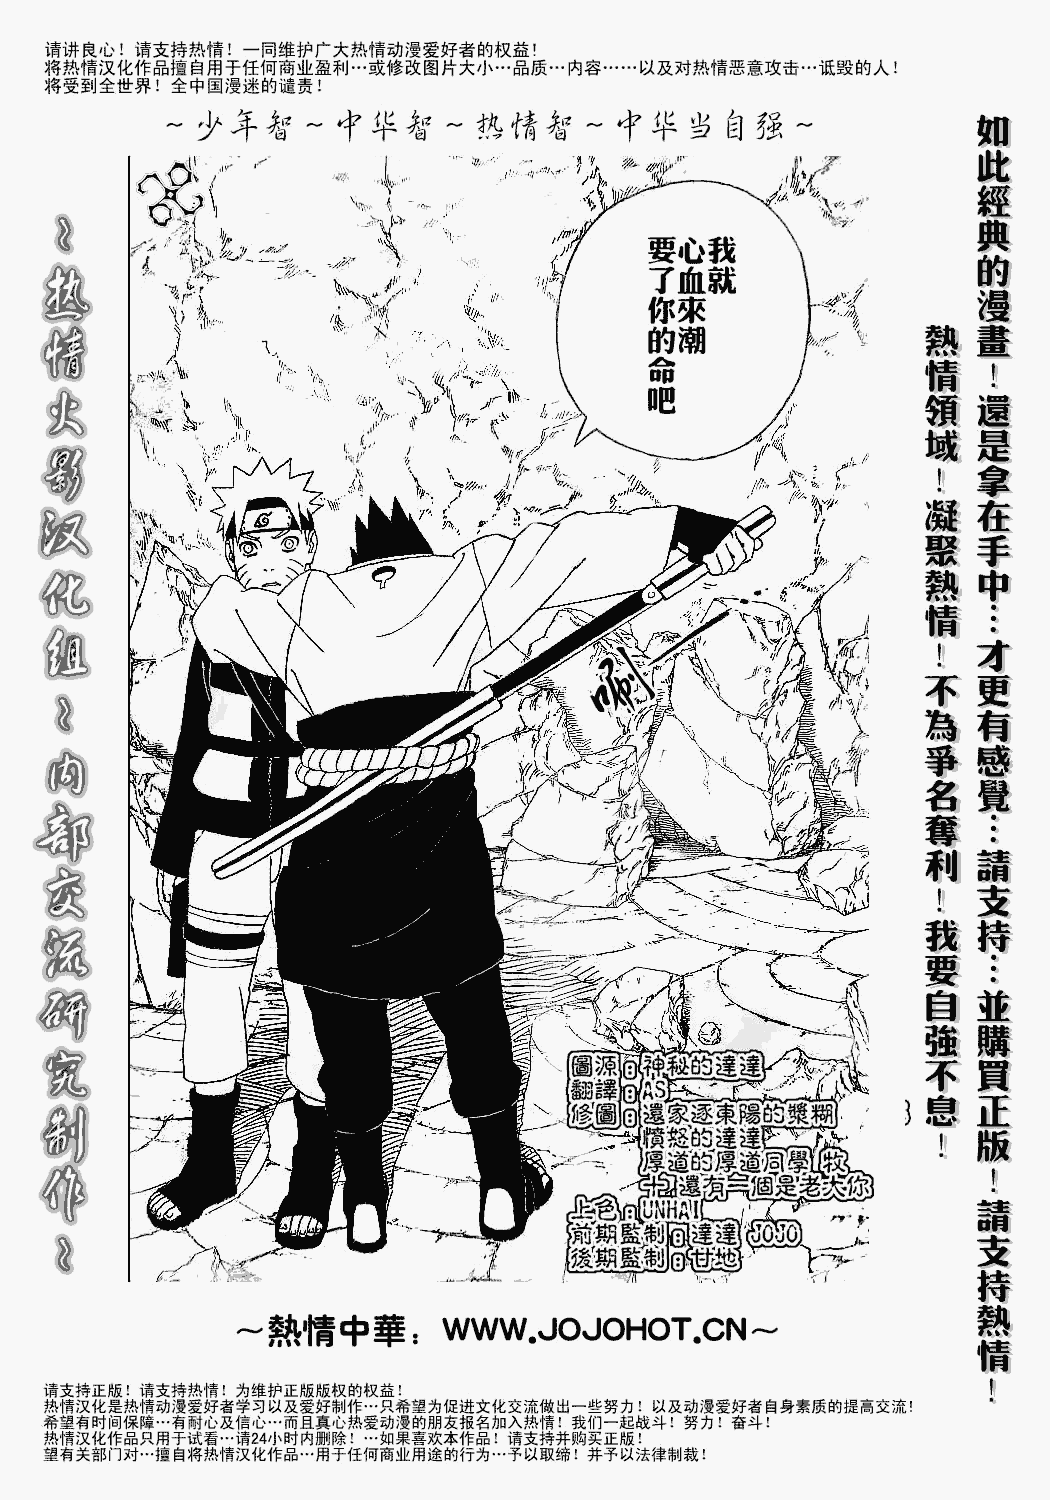 请讲良心！请支持热情！一同维护广大热情动漫爱好者的权益！
将热情汉化作品擅自用于任何商业盈利…或修改图片大小…品质…内容……以及对热情恶意攻击…诋毁的人！
将受到全世界！全中国漫迷的谴责！
～少年智～中华智～热情智～中华当自强～
如此經典的漫畫！還是拿在手中…才更有感覺…請支持…並購買正版！請支持熱情！
熱情領域！凝聚熱情！不為爭名奪利！我要自強不息！
～热情火影汉化组～内部交流研究制作～
我就
心血來潮
要了你的命吧
唰
圖源：神秘的達達
翻譯：AS
修圖：還家逐東陽的漿糊
憤怒的達達
厚道的厚道同學 牧
十 還有一個是老大你
上色：UNHAI
前期監制：達達 JOJO
後期監制：甘地
～熱情中華：WWW.JOJOHOT.CN～
请支持正版！请支持热情！为维护正版版权的权益！
热情汉化是热情动漫爱好者学习以及爱好制作…只希望为促进文化交流做出一些努力！以及动漫爱好者自身素质的提高交流！
希望有时间保障…有耐心及信心…而且真心热爱动漫的朋友报名加入热情！我们一起战斗！努力！奋斗！
热情汉化作品只用于试看…请24小时内删除！…如果喜欢本作品！请支持并购买正版！
望有关部门对…擅自将热情汉化作品…用于任何商业用途的行为…予以取缔！并予以法律制裁！